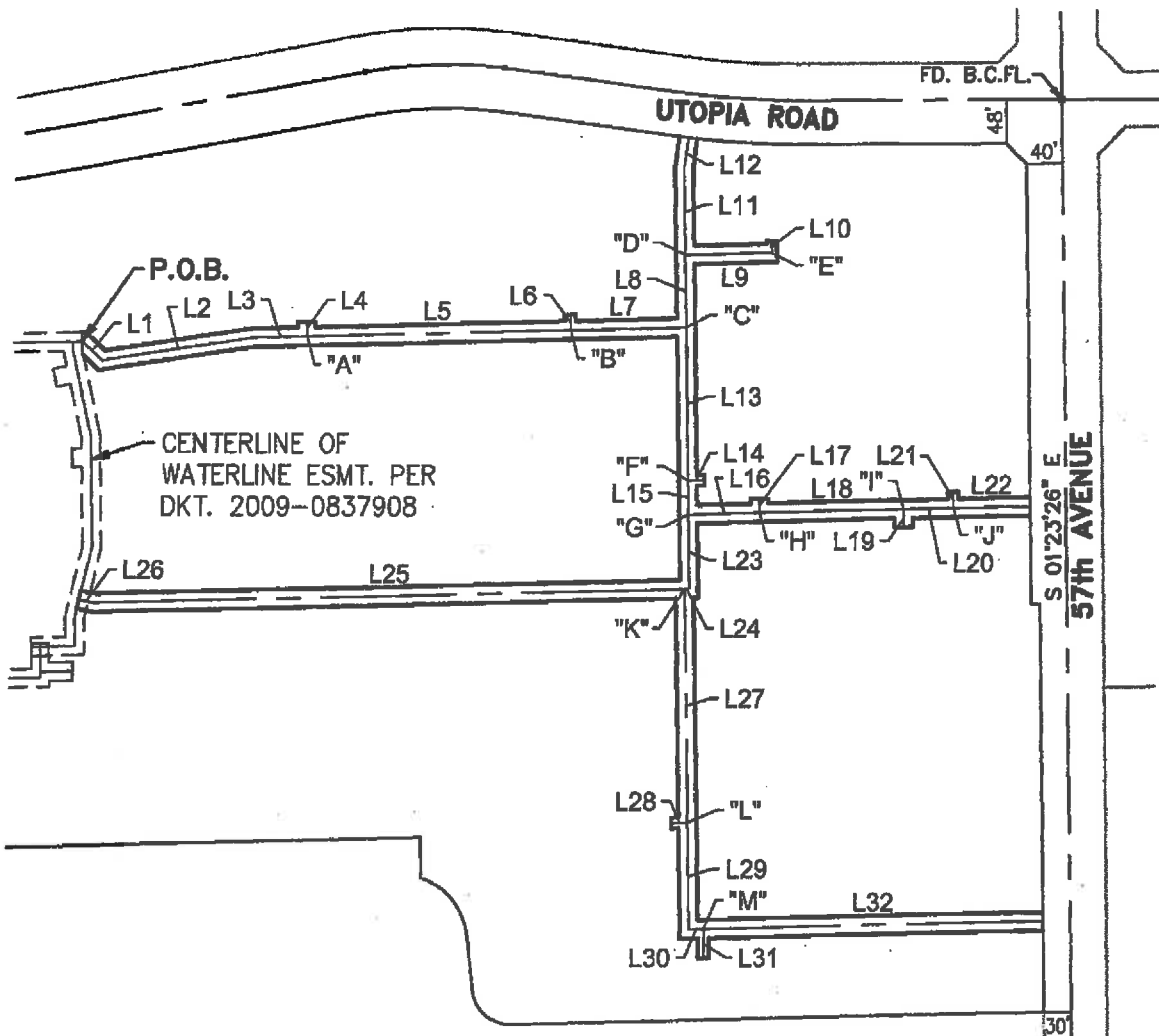 FD. B.C.FL.
UTOPIA ROAD
48'
40'
L12
L11
"D"
L10
"E"
L8
L9
P.O.B.
L1
L2
L3
L4
L5
L6
L7
"A"
"B"
"C"
L13
CENTERLINE OF
WATERLINE ESMT. PER
DKT. 2009-0837908
"F"
L14
L15
L16
L17
L18
"I"
L21
L22
"G"
"H"
L19
"J"
L20
S 01°23'26" E
57th AVENUE
L23
L26
L25
"K"
L24
L27
L28
"L"
L29
"M"
L32
L30
L31
30'